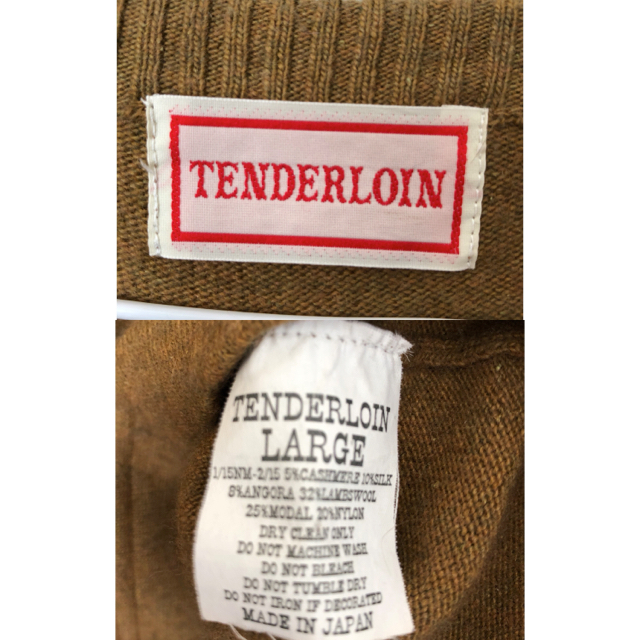 TENDERLOIN
TENDERLOIN
LARGE
1/15NM-2/15 5%CASHMERE 10%SILK
8%ANGORA 32%LAMBSWOOL
25%MODAL 20%NYLON
DRY CLEAN ONLY
DO NOT MACHINE WASH
DO NOT BLEACH
DO NOT TUMBLE DRY
DO NOT IRON IF DECORATED
MADE IN JAPAN